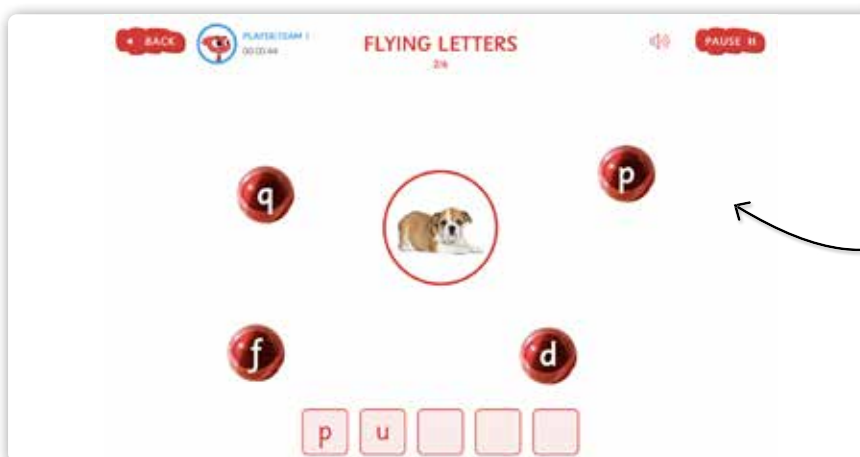 BACK
PLAYER/TEAM 1
00:00:44
FLYING LETTERS
2/6
PAUSE
q
p
f
d
p u